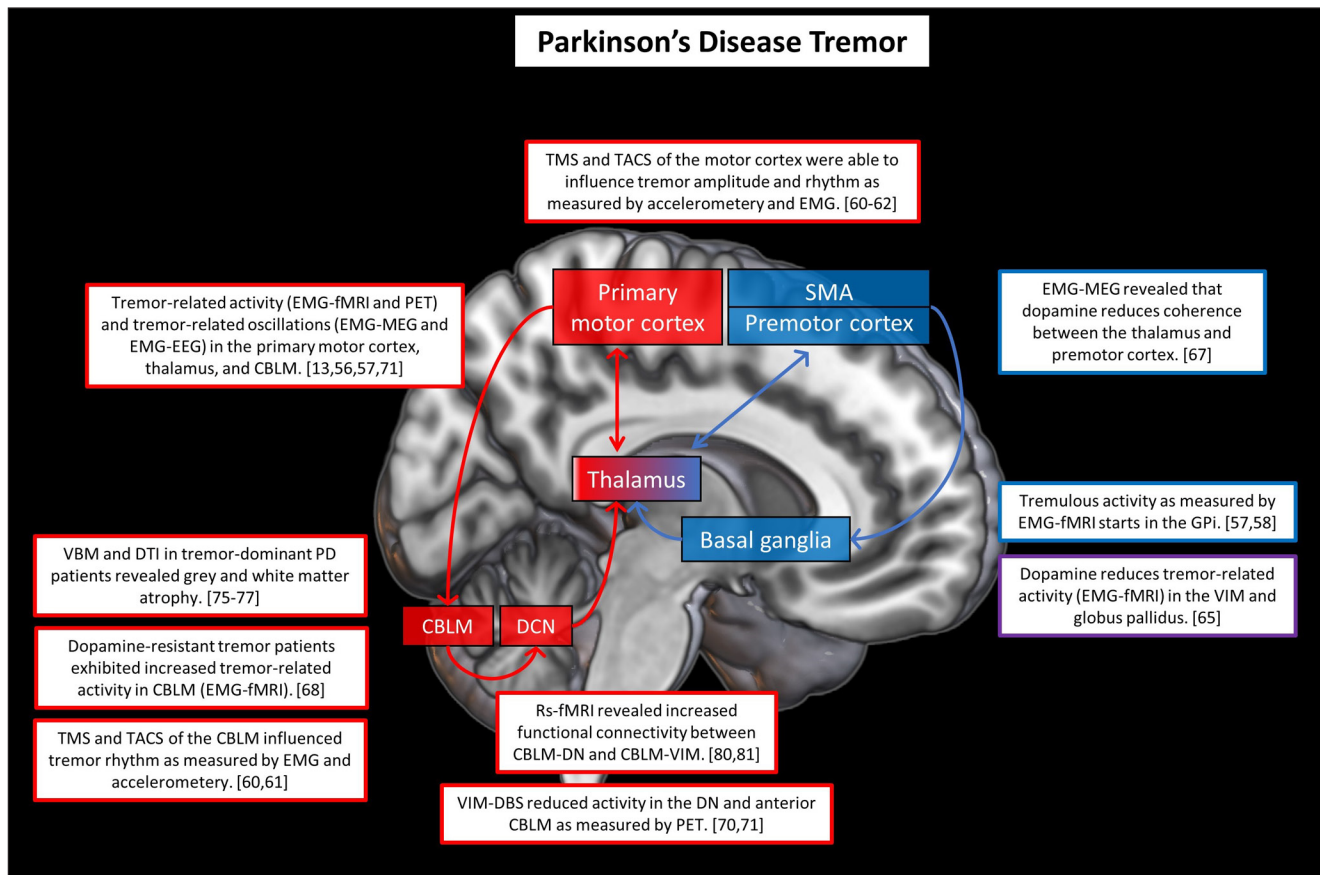 Parkinson's Disease Tremor
TMS and TACS of the motor cortex were able to
influence tremor amplitude and rhythm as
measured by accelerometery and EMG. [60-62]
Tremor-related activity (EMG-fMRI and PET)
and tremor-related oscillations (EMG-MEG and
EMG-EEG) in the primary motor cortex,
thalamus, and CBLM. [13,56,57,71]
Primary
motor cortex
SMA
Premotor cortex
EMG-MEG revealed that
dopamine reduces coherence
between the thalamus and
premotor cortex. [67]
Thalamus
Basal ganglia
Tremulous activity as measured by
EMG-fMRI starts in the GPi. [57,58]
Dopamine reduces tremor-related
activity (EMG-fMRI) in the VIM and
globus pallidus. [65]
VBM and DTI in tremor-dominant PD
patients revealed grey and white matter
atrophy. [75-77]
CBLM
DCN
Dopamine-resistant tremor patients
exhibited increased tremor-related
activity in CBLM (EMG-fMRI). [68]
TMS and TACS of the CBLM influenced
tremor rhythm as measured by EMG and
accelerometery. [60,61]
Rs-fMRI revealed increased
functional connectivity between
CBLM-DN and CBLM-VIM. [80,81]
VIM-DBS reduced activity in the DN and anterior
CBLM as measured by PET. [70,71]